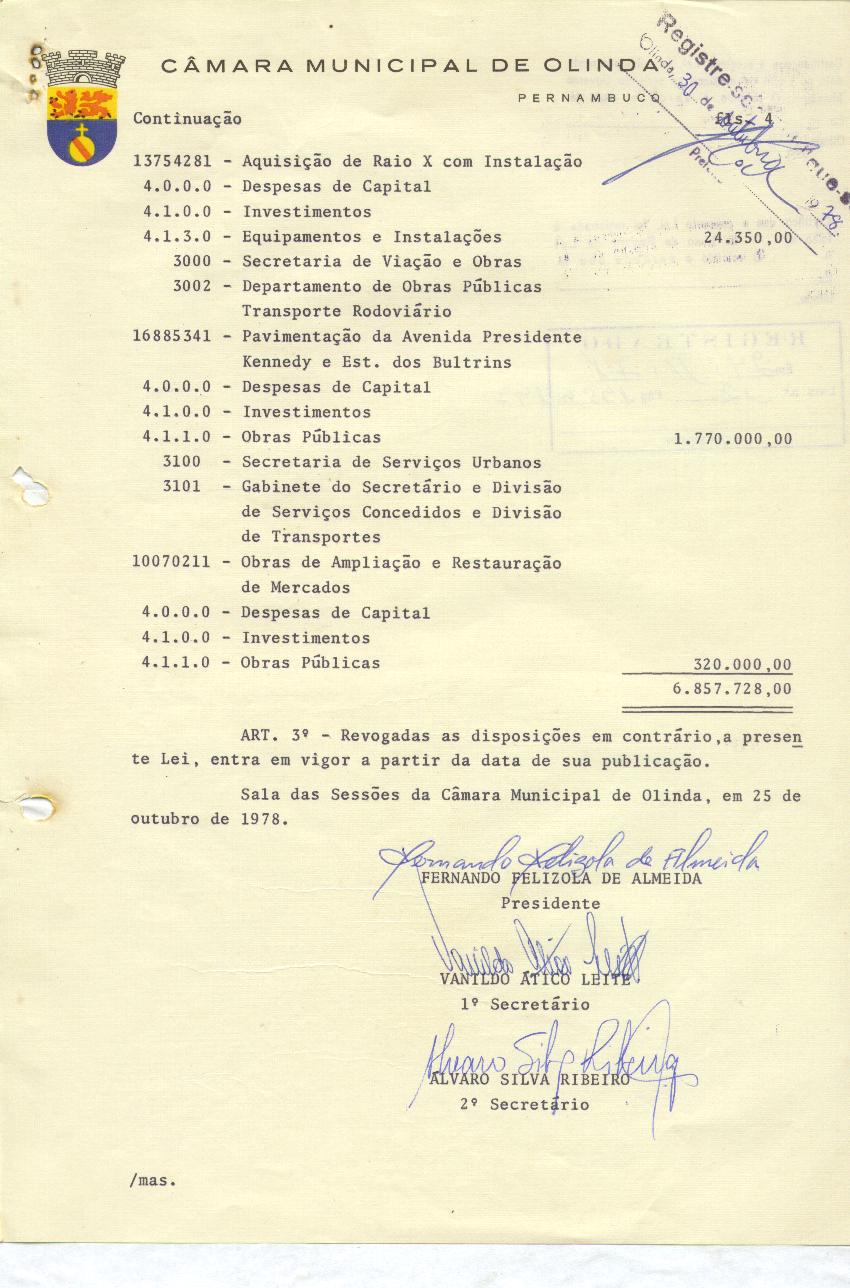 CÂMARA MUNICIPAL DE OLINDA
PERNAMBUCO
Registre-se
Olinda, 30 de Outubro 1978
Continuação fls- 4
13754281 - Aquisição de Raio X com Instalação
4.0.0.0 - Despesas de Capital
4.1.0.0 - Investimentos
4.1.3.0 - Equipamentos e Instalações 24.350,00
3000 - Secretaria de Viação e Obras
3002 - Departamento de Obras Públicas
Transporte Rodoviário
16885341 - Pavimentação da Avenida Presidente
Kennedy e Est. dos Bultrins
4.0.0.0 - Despesas de Capital
4.1.0.0 - Investimentos
4.1.1.0 - Obras Públicas 1.770.000,00
3100 - Secretaria de Serviços Urbanos
3101 - Gabinete do Secretário e Divisão
de Serviços Concedidos e Divisão
de Transportes
10070211 - Obras de Ampliação e Restauração
de Mercados
4.0.0.0 - Despesas de Capital
4.1.0.0 - Investimentos
4.1.1.0 - Obras Públicas 320.000,00
6.857.728,00
ART. 3º - Revogadas as disposições em contrário,a presen
te Lei, entra em vigor a partir da data de sua publicação.
Sala das Sessões da Câmara Municipal de Olinda, em 25 de
outubro de 1978.
Fernando Felizola de Almeida
FERNANDO FELIZOLA DE ALMEIDA
Presidente
Vanildo Ático Leite
VANILDO ÁTICO LEITE
1º Secretário
Alvaro Silva Ribeiro
ÁLVARO SILVA RIBEIRO
2º Secretário
/mas.